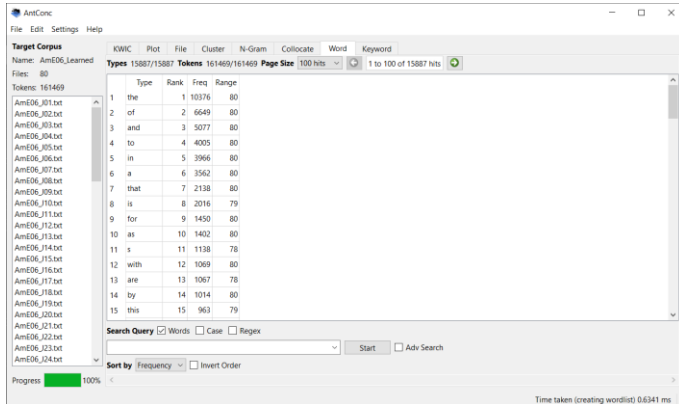 AntConc
File Edit Settings Help
Target Corpus
Name: AmE06_Learned
Files: 80
Tokens: 161469
AmE06_J01.txt
AmE06_J02.txt
AmE06_J03.txt
AmE06_J04.txt
AmE06_J05.txt
AmE06_J06.txt
AmE06_J07.txt
AmE06_J08.txt
AmE06_J09.txt
AmE06_J10.txt
AmE06_J11.txt
AmE06_J12.txt
AmE06_J13.txt
AmE06_J14.txt
AmE06_J15.txt
AmE06_J16.txt
AmE06_J17.txt
AmE06_J18.txt
AmE06_J19.txt
AmE06_J20.txt
AmE06_J21.txt
AmE06_J22.txt
AmE06_J23.txt
AmE06_J24.txt
Progress 100%
KWIC Plot File Cluster N-Gram Collocate Word Keyword
Types 15887/15887 Tokens 161469/161469 Page Size 100 hits 1 to 100 of 15887 hits
Type Rank Freq Range
1 the 1 10376 80
2 of 2 6649 80
3 and 3 5077 80
4 to 4 4005 80
5 in 5 3966 80
6 a 6 3562 80
7 that 7 2138 80
8 is 8 2016 79
9 for 9 1450 80
10 as 10 1402 80
11 s 11 1138 78
12 with 12 1069 80
13 are 13 1067 78
14 by 14 1014 80
15 this 15 963 79
Search Query Words Case Regex
Start Adv Search
Sort by Frequency Invert Order
Time taken (creating wordlist) 0.6341 ms